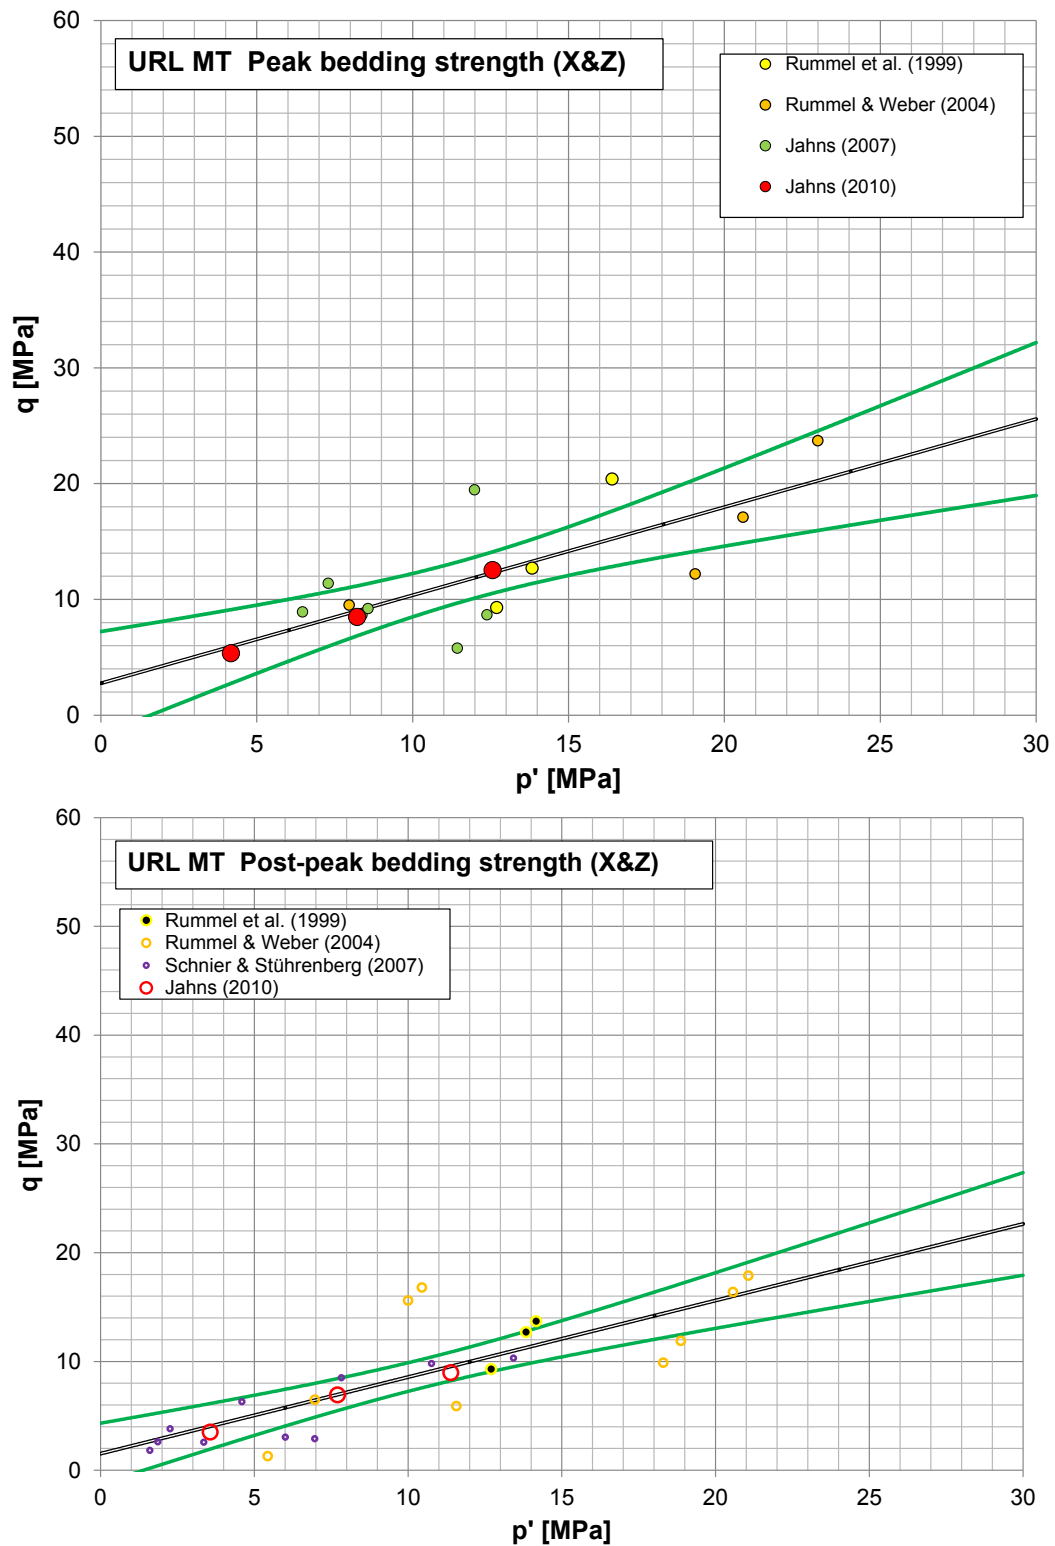 URL MT  Peak bedding strength (X&Z)
Rummel et al. (1999)
Rummel & Weber (2004)
Jahns (2007)
Jahns (2010)
60
50
40
30
20
10
0
q [MPa]
0 5 10 15 20 25 30
p' [MPa]
URL MT  Post-peak bedding strength (X&Z)
Rummel et al. (1999)
Rummel & Weber (2004)
Schnier & Stührenberg (2007)
Jahns (2010)
60
50
40
30
20
10
0
q [MPa]
0 5 10 15 20 25 30
p' [MPa]